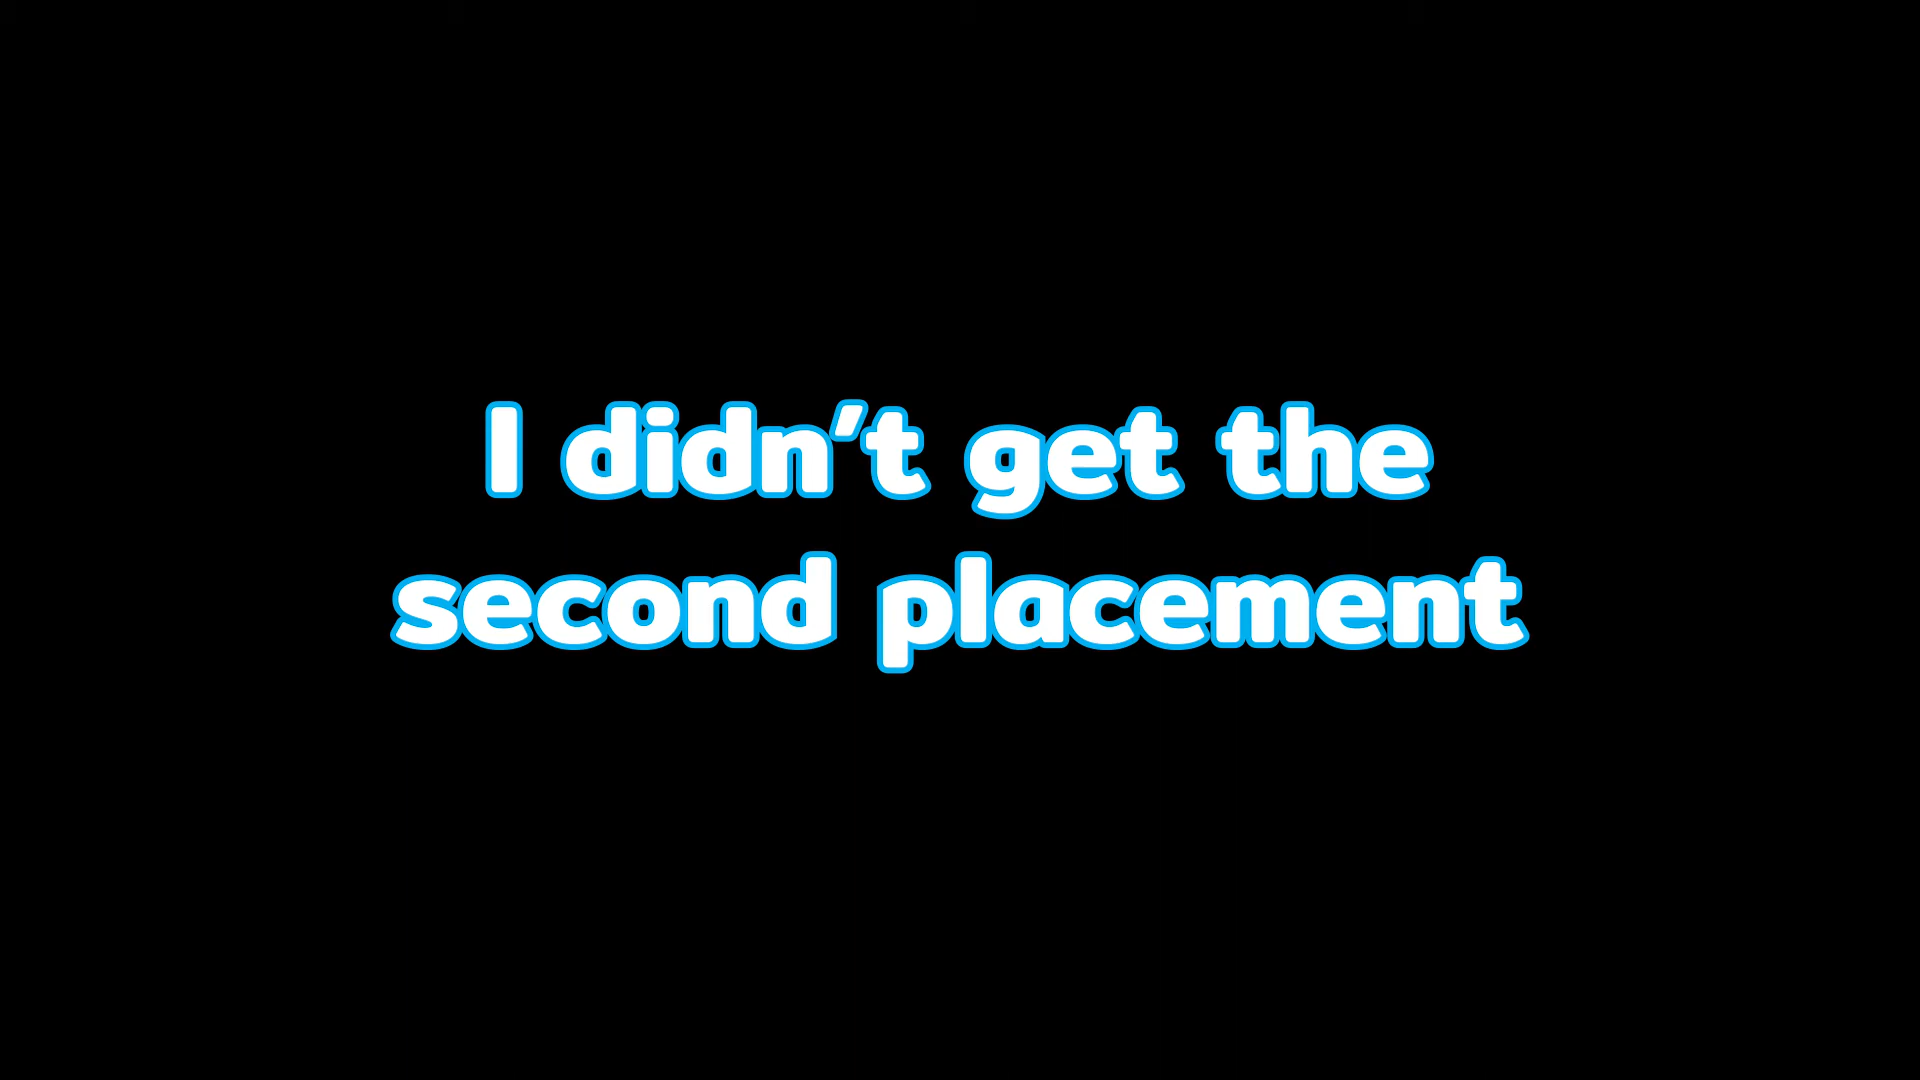 I didn’t get the
second placement